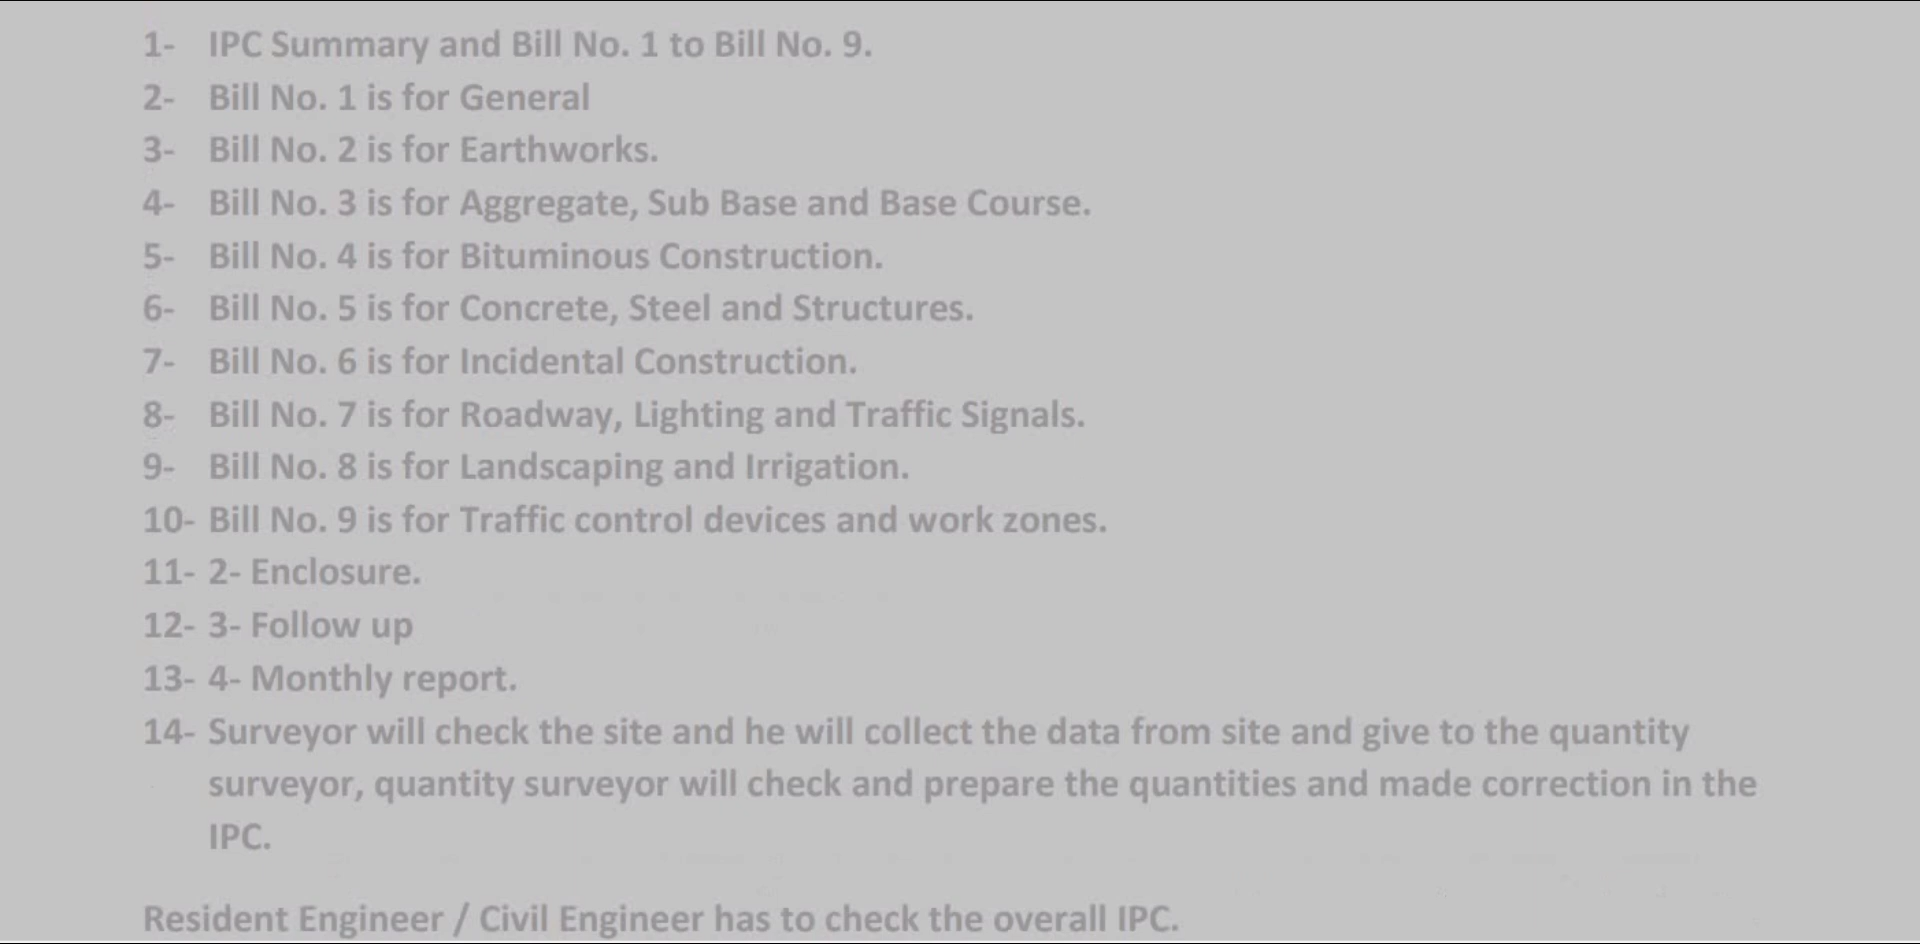 1- IPC Summary and Bill No. 1 to Bill No. 9.
2- Bill No. 1 is for General
3- Bill No. 2 is for Earthworks.
4- Bill No. 3 is for Aggregate, Sub Base and Base Course.
5- Bill No. 4 is for Bituminous Construction.
6- Bill No. 5 is for Concrete, Steel and Structures.
7- Bill No. 6 is for Incidental Construction.
8- Bill No. 7 is for Roadway, Lighting and Traffic Signals.
9- Bill No. 8 is for Landscaping and Irrigation.
10- Bill No. 9 is for Traffic control devices and work zones.
11- 2- Enclosure.
12- 3- Follow up
13- 4- Monthly report.
14- Surveyor will check the site and he will collect the data from site and give to the quantity
surveyor, quantity surveyor will check and prepare the quantities and made correction in the
IPC.
Resident Engineer / Civil Engineer has to check the overall IPC.